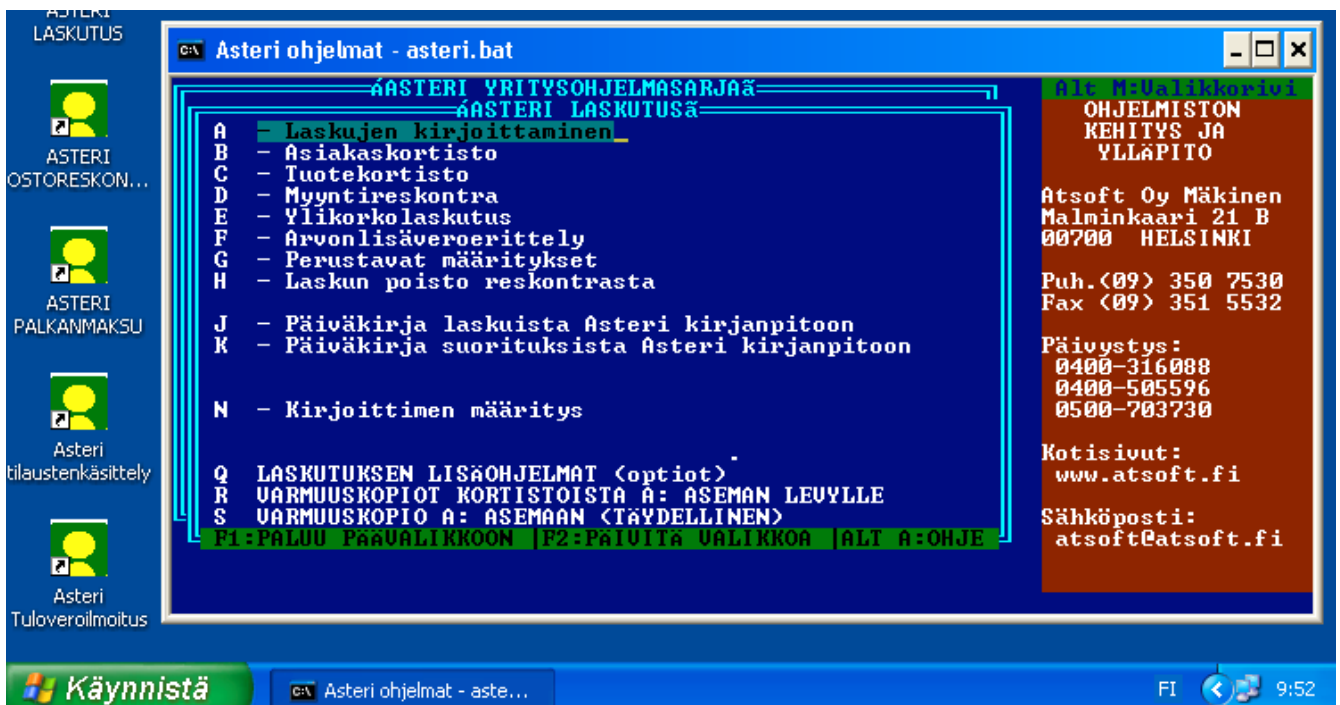 ASTERI
LASKUTUS
ASTERI
OSTORESKON...
ASTERI
PALKANMAKSU
Asteri
tilaustenkäsittely
Asteri
Tuloveroilmoitus
Asteri ohjelmat - asteri.bat
áASTERI YRITYSOHJELMASARJAã
áASTERI LASKUTUSã
A – Laskujen kirjoittaminen_
B – Asiakaskortisto
C – Tuotekortisto
D – Myyntireskontra
E – Ylikorkolaskutus
F – Arvonlisäveroerittely
G – Perustavat määritykset
H – Laskun poisto reskontrasta
J – Päiväkirja laskuista Asteri kirjanpitoon
K – Päiväkirja suorituksista Asteri kirjanpitoon
N – Kirjoittimen määritys
Q LASKUTUKSEN LISÄOHJELMAT (optiot)
R VARMUUSKOPIOT KORTISTOISTA A: ASEMAN LEVYLLE
S VARMUUSKOPIO A: ASEMAAN (TÄYDELLINEN)
F1:PALUU PÄÄVALIKKOON |F2:PÄIVITÄ VALIKKOA |ALT A:OHJE
Alt M:Valikkorivi
OHJELMISTON
KEHITYS JA
YLLÄPITO
Atsoft Oy Mäkinen
Malminkaari 21 B
00700 HELSINKI
Puh.(09) 350 7530
Fax (09) 351 5532
Päivystys:
0400-316088
0400-505596
0500-703730
Kotisivut:
www.atsoft.fi
Sähköposti:
atsoft@atsoft.fi
Käynnistä
Asteri ohjelmat - aste...
FI
9:52